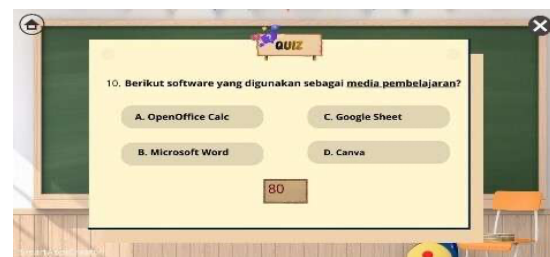 QUIZ
10. Berikut software yang digunakan sebagai media pembelajaran?
A. OpenOffice Calc
C. Google Sheet
B. Microsoft Word
D. Canva
80